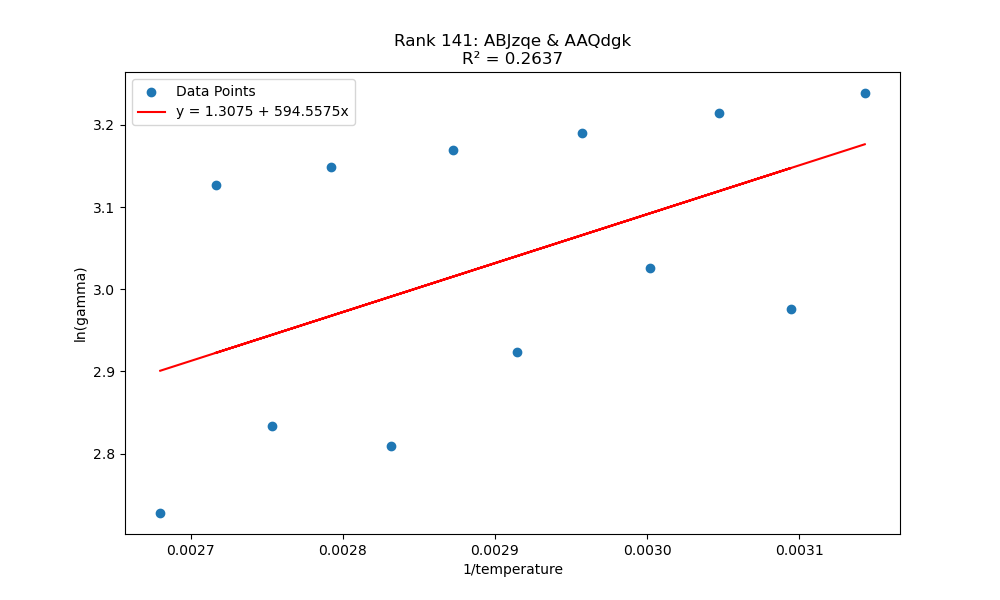 Rank 141: ABJzqe & AAQdgk
R² = 0.2637
Data Points
y = 1.3075 + 594.5575x
3.2
3.1
3.0
2.9
2.8
ln(gamma)
0.0027 0.0028 0.0029 0.0030 0.0031
1/temperature